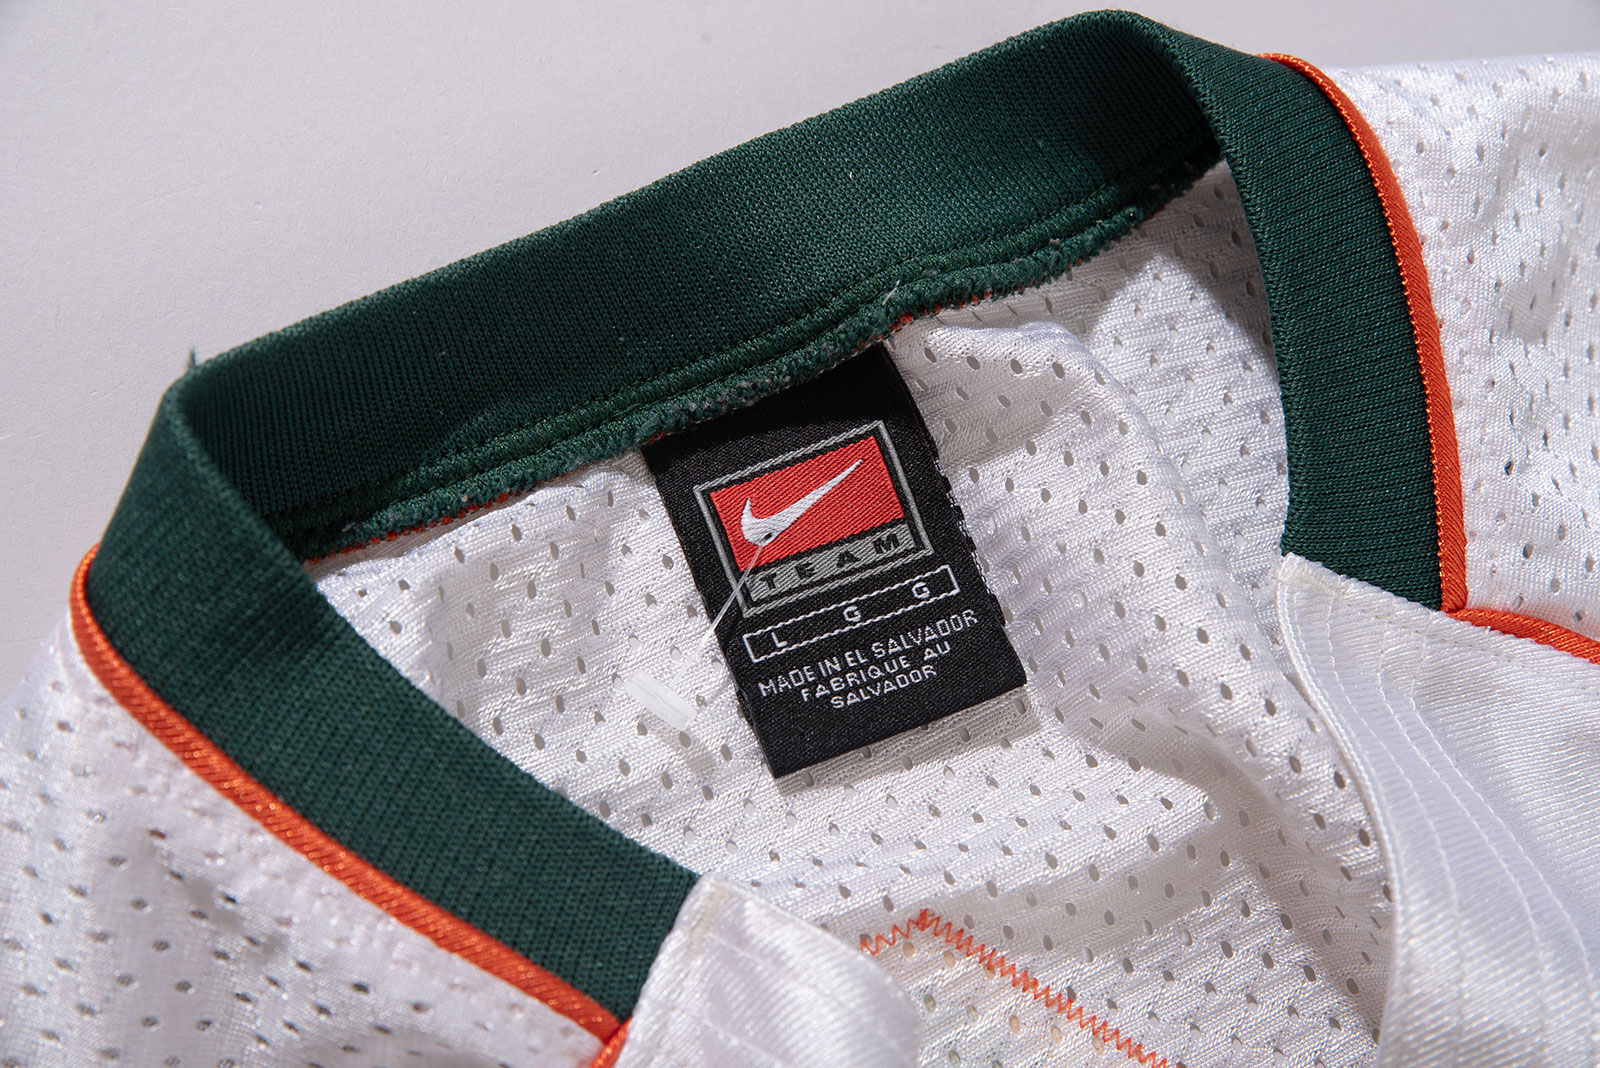 TEAM
L G G
MADE IN EL SALVADOR
FABRIQUE AU
SALVADOR